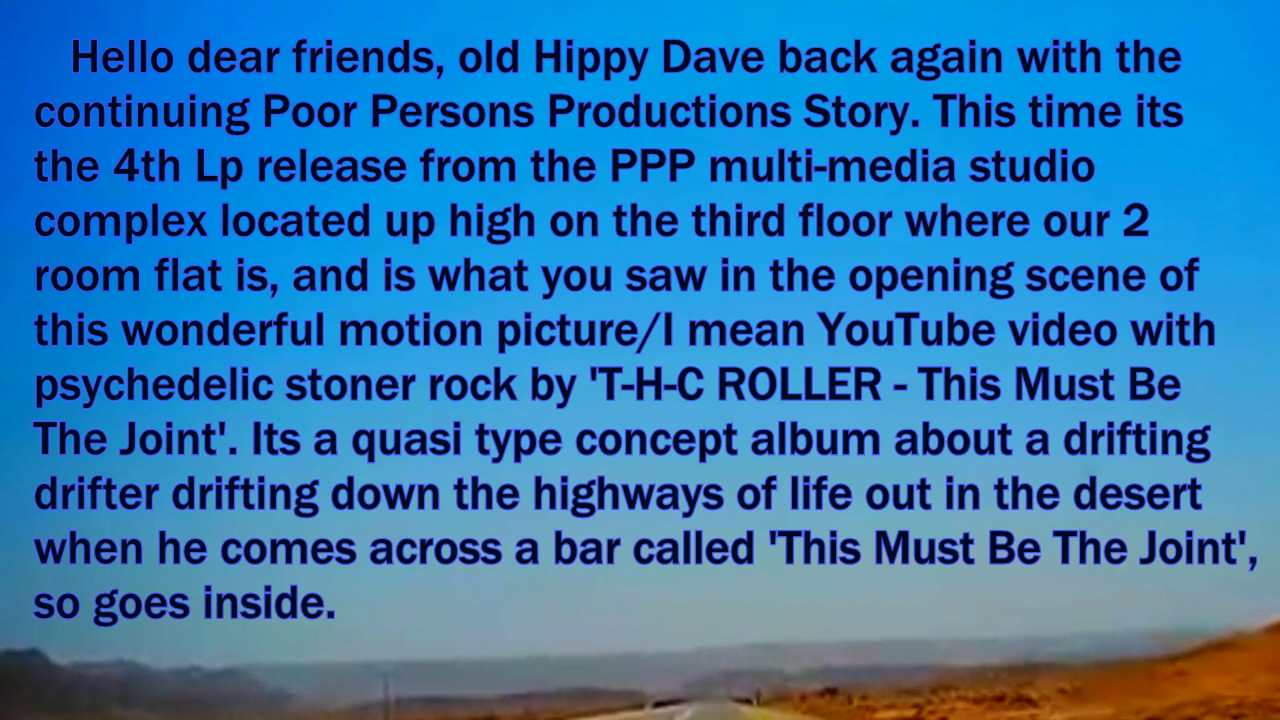 Hello dear friends, old Hippy Dave back again with the
continuing Poor Persons Productions Story. This time its
the 4th Lp release from the PPP multi-media studio
complex located up high on the third floor where our 2
room flat is, and is what you saw in the opening scene of
this wonderful motion picture/I mean YouTube video with
psychedelic stoner rock by 'T-H-C ROLLER - This Must Be
The Joint'. Its a quasi type concept album about a drifting
drifter drifting down the highways of life out in the desert
when he comes across a bar called 'This Must Be The Joint',
so goes inside.